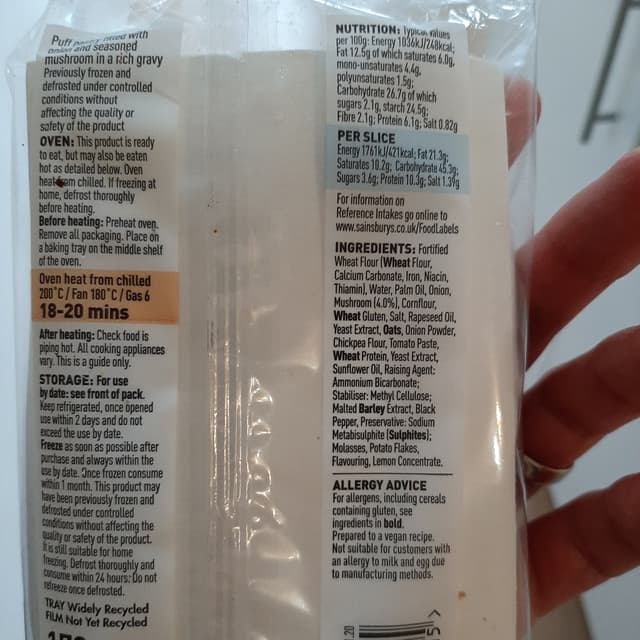 Puff pastry filled with
onion and seasoned
mushroom in a rich gravy
Previously frozen and
defrosted under controlled
conditions without
affecting the quality or
safety of the product
OVEN: This product is ready
to eat, but may also be eaten
hot as detailed below. Oven
heat from chilled. If freezing at
home, defrost thoroughly
before heating.
Before heating: Preheat oven.
Remove all packaging. Place on
a baking tray on the middle shelf
of the oven.
Oven heat from chilled
200˚C / Fan 180˚C / Gas 6
18-20 mins
After heating: Check food is
piping hot. All cooking appliances
vary. This is a guide only.
STORAGE: For use
by date: see front of pack.
Keep refrigerated, once opened
use within 2 days and do not
exceed the use by date.
Freeze as soon as possible after
purchase and always within the
use by date. Once frozen consume
within 1 month. This product may
have been previously frozen and
defrosted under controlled
conditions without affecting the
quality or safety of the product.
It is still suitable for home
freezing. Defrost thoroughly and
consume within 24 hours. Do not
refreeze once defrosted.
TRAY Widely Recycled
FILM Not Yet Recycled
NUTRITION: Typical values
per 100g: Energy 1036kJ/248kcal;
Fat 12.5g of which saturates 6.0g,
mono-unsaturates 4.4g,
polyunsaturates 1.5g;
Carbohydrate 26.7g of which
sugars 2.1g, starch 24.5g;
Fibre 2.1g; Protein 6.1g; Salt 0.82g
PER SLICE
Energy 1761kJ/421kcal; Fat 21.3g;
Saturates 10.2g; Carbohydrate 45.3g;
Sugars 3.6g; Protein 10.3g; Salt 1.39g
For information on
Reference Intakes go online to
www.sainsburys.co.uk/FoodLabels
INGREDIENTS: Fortified
Wheat Flour (Wheat Flour,
Calcium Carbonate, Iron, Niacin,
Thiamin), Water, Palm Oil, Onion,
Mushroom (4.0%), Cornflour,
Wheat Gluten, Salt, Rapeseed Oil,
Yeast Extract, Oats, Onion Powder,
Chickpea Flour, Tomato Paste,
Wheat Protein, Yeast Extract,
Sunflower Oil, Raising Agent:
Ammonium Bicarbonate;
Stabiliser: Methyl Cellulose;
Malted Barley Extract, Black
Pepper, Preservative: Sodium
Metabisulphite (Sulphites);
Molasses, Potato Flakes,
Flavouring, Lemon Concentrate.
ALLERGY ADVICE
For allergens, including cereals
containing gluten, see
ingredients in bold.
Prepared to a vegan recipe.
Not suitable for customers with
an allergy to milk and egg due
to manufacturing methods.